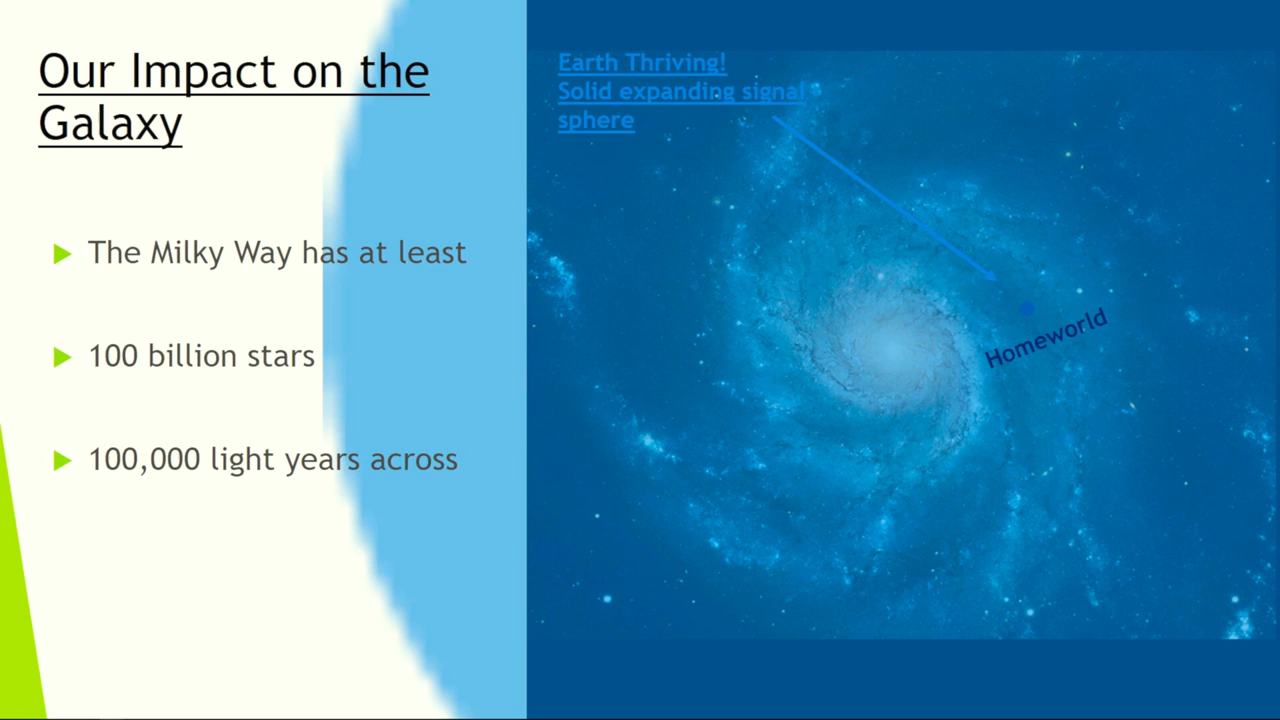 Our Impact on the
Galaxy
The Milky Way has at least
100 billion stars
100,000 light years across
Earth Thriving!
Solid expanding signal
sphere
Homeworld